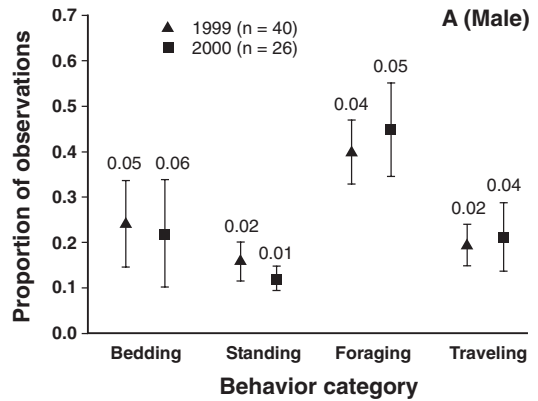 A (Male)
1999 (n = 40)
2000 (n = 26)
Proportion of observations
0.7
0.6
0.5
0.4
0.3
0.2
0.1
0.0
0.05 0.06
0.02 0.01
0.04 0.05
0.02 0.04
Bedding Standing Foraging Traveling
Behavior category